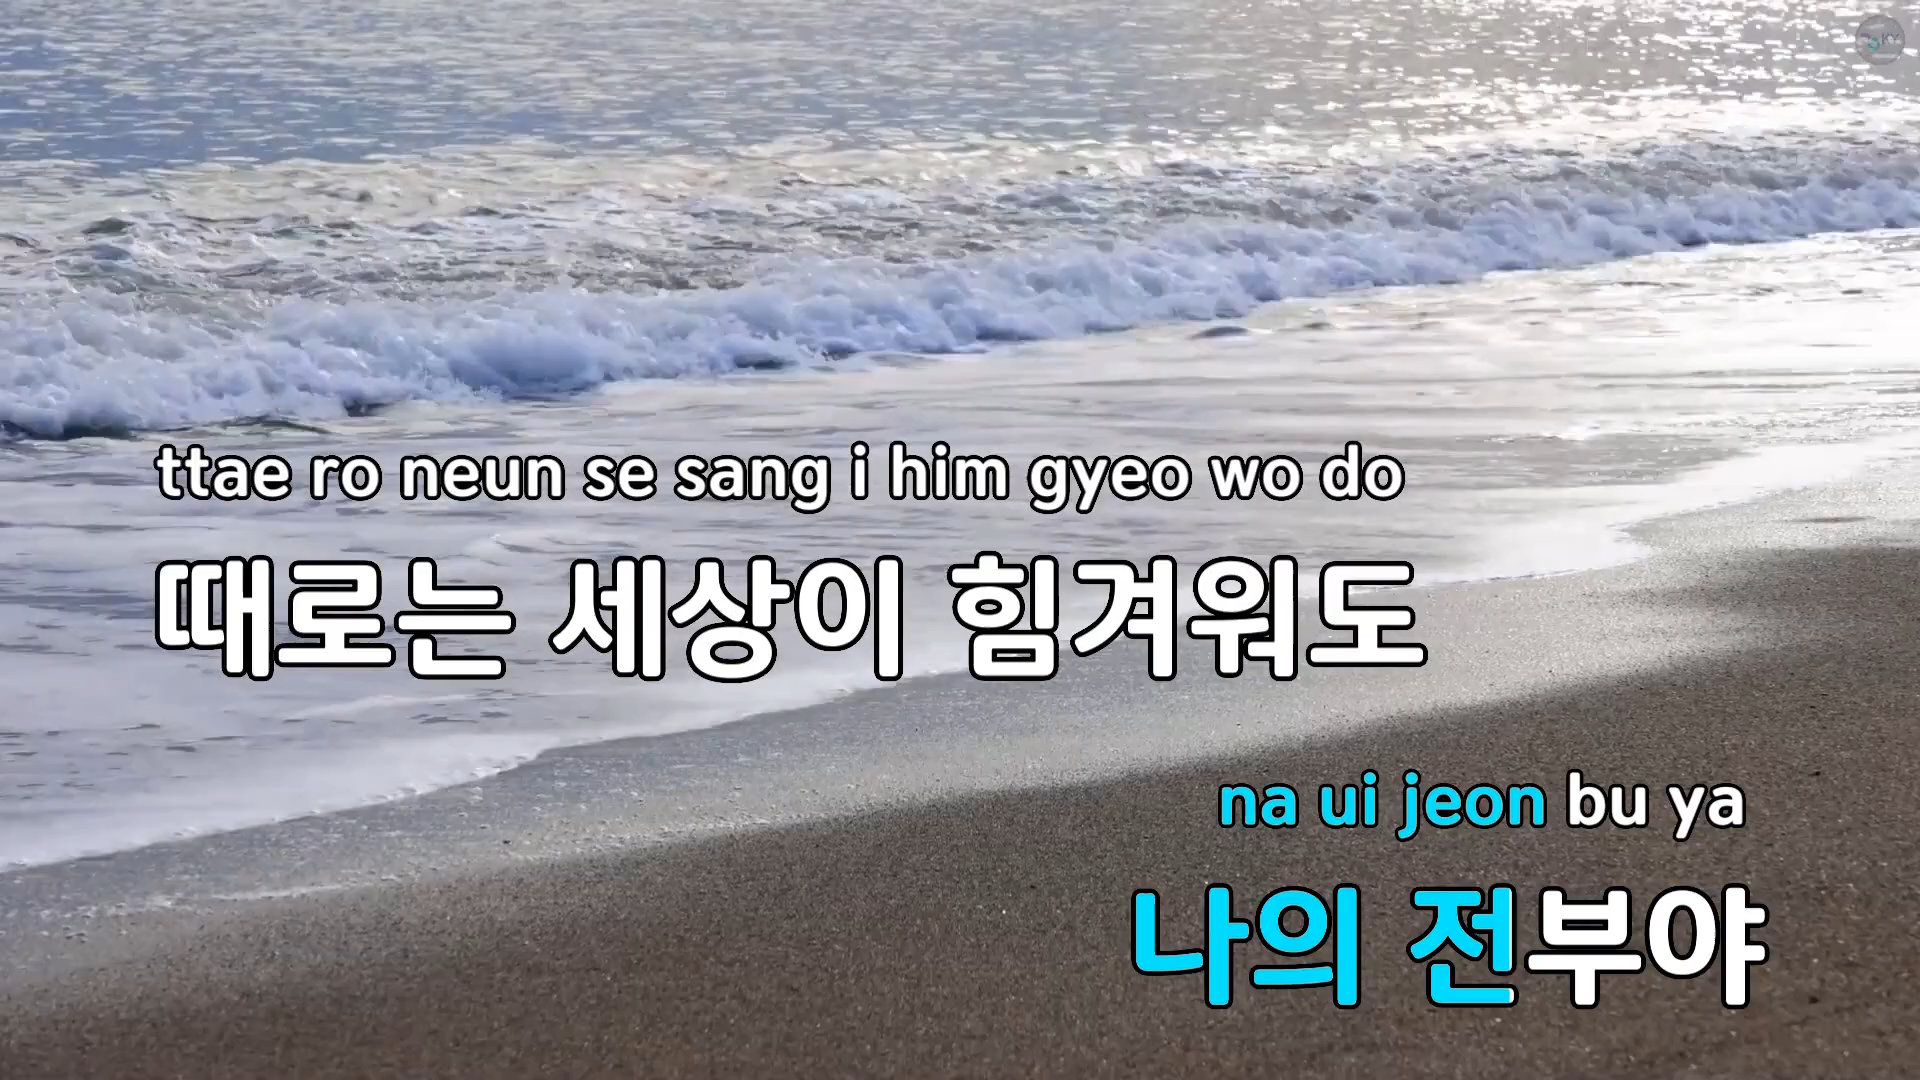 ttae ro neun se sang i him gyeo wo do
때로는 세상이 힘겨워도
na ui jeon bu ya
나의 전부야